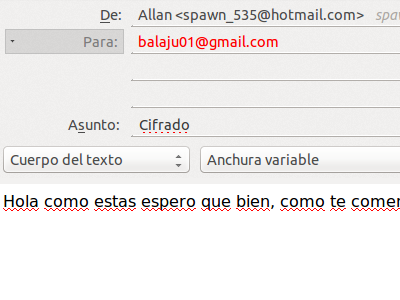 De: Allan <spawn_535@hotmail.com>
Para: balaju01@gmail.com
Asunto: Cifrado
Cuerpo del texto Anchura variable
Hola como estas espero que bien, como te